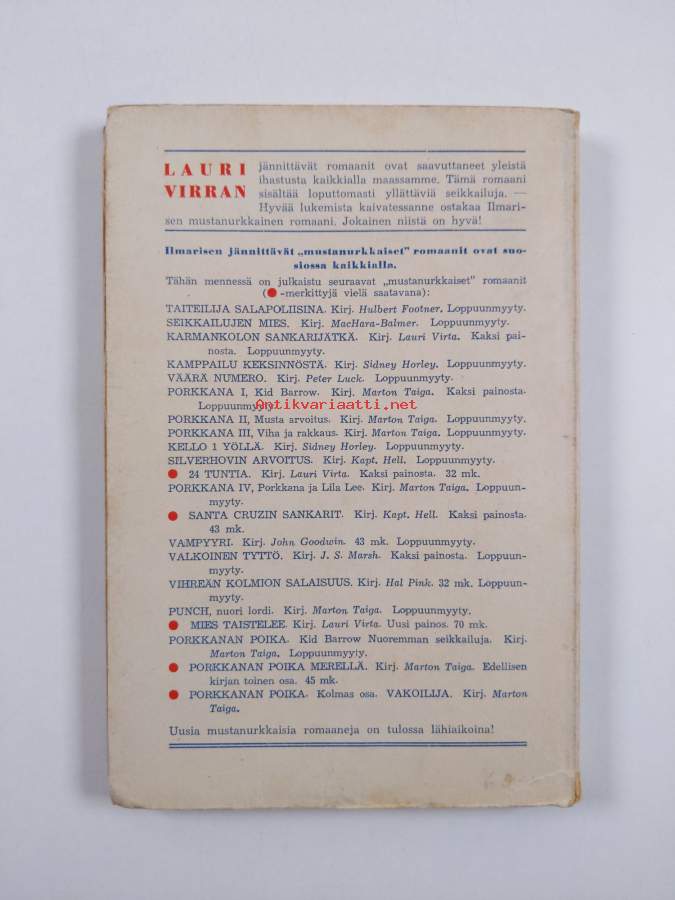 LAURI jännittävät romaanit ovat saavuttaneet yleistä
ihastusta kaikkialla maassamme. Tämä romaani
VIRRAN sisältää loputtomasti yllättäviä seikkailuja. —
Hyvää lukemista kaivatessanne ostakaa Ilmari-
sen mustanurkkainen romaani. Jokainen niistä on hyvä!
Ilmarisen jännittävät „mustanurkkaiset" romaanit ovat suo-
siossa kaikkialla.
Tähän mennessä on julkaistu seuraavat „mustanurkkaiset" romaanit
(●-merkittyjä vielä saatavana):
TAITEILIJA SALAPOLIISINA. Kirj. Hulbert Footner. Loppuunmyyty.
SEIKKAILUJEN MIES. Kirj. MacHara-Balmer. Loppuunmyyty.
KARMANKOLON SANKARIJÄTKÄ. Kirj. Lauri Virta. Kaksi pai-
nosta. Loppuunmyyty.
KAMPPAILU KEKSINNÖSTÄ. Kirj. Sidney Horley. Loppuunmyyty.
VÄÄRÄ NUMERO. Kirj. Peter Luck. Loppuunmyyty.
PORKKANA I, Kid Barrow. Kirj. Marton Taiga. Kaksi painosta.
Loppuunmyyty.
Antikvariaatti.net
PORKKANA II, Musta arvoitus. Kirj. Marton Taiga. Loppuunmyyty.
PORKKANA III, Viha ja rakkaus. Kirj. Marton Taiga. Loppuunmyyty.
KELLO 1 YÖLLÄ. Kirj. Sidney Horley. Loppuunmyyty.
SILVERHOVIN ARVOITUS. Kirj. Kapt. Hell. Loppuunmyyty.
● 24 TUNTIA. Kirj. Lauri Virta. Kaksi painosta. 32 mk.
PORKKANA IV, Porkkana ja Lila Lee. Kirj. Marton Taiga. Loppuun-
myyty.
● SANTA CRUZIN SANKARIT. Kirj. Kapt. Hell. Kaksi painosta.
43 mk.
VAMPYYRI. Kirj. John Goodwin. 43 mk. Loppuunmyyty.
VALKOINEN TYTTÖ. Kirj. J. S. Marsh. Kaksi painosta. Loppuun-
myyty.
VIHREÄN KOLMION SALAISUUS. Kirj. Hal Pink. 32 mk. Loppuun-
myyty.
PUNCH, nuori lordi. Kirj. Marton Taiga. Loppuunmyyty.
● MIES TAISTELEE. Kirj. Lauri Virta. Uusi painos. 70 mk.
PORKKANAN POIKA. Kid Barrow Nuoremman seikkailuja. Kirj.
Marton Taiga. Loppuunmyyty.
● PORKKANAN POIKA MERELLÄ. Kirj. Marton Taiga. Edellisen
kirjan toinen osa. 45 mk.
● PORKKANAN POIKA. Kolmas osa. VAKOILIJA. Kirj. Marton
Taiga.
Uusia mustanurkkaisia romaaneja on tulossa lähiaikoina!